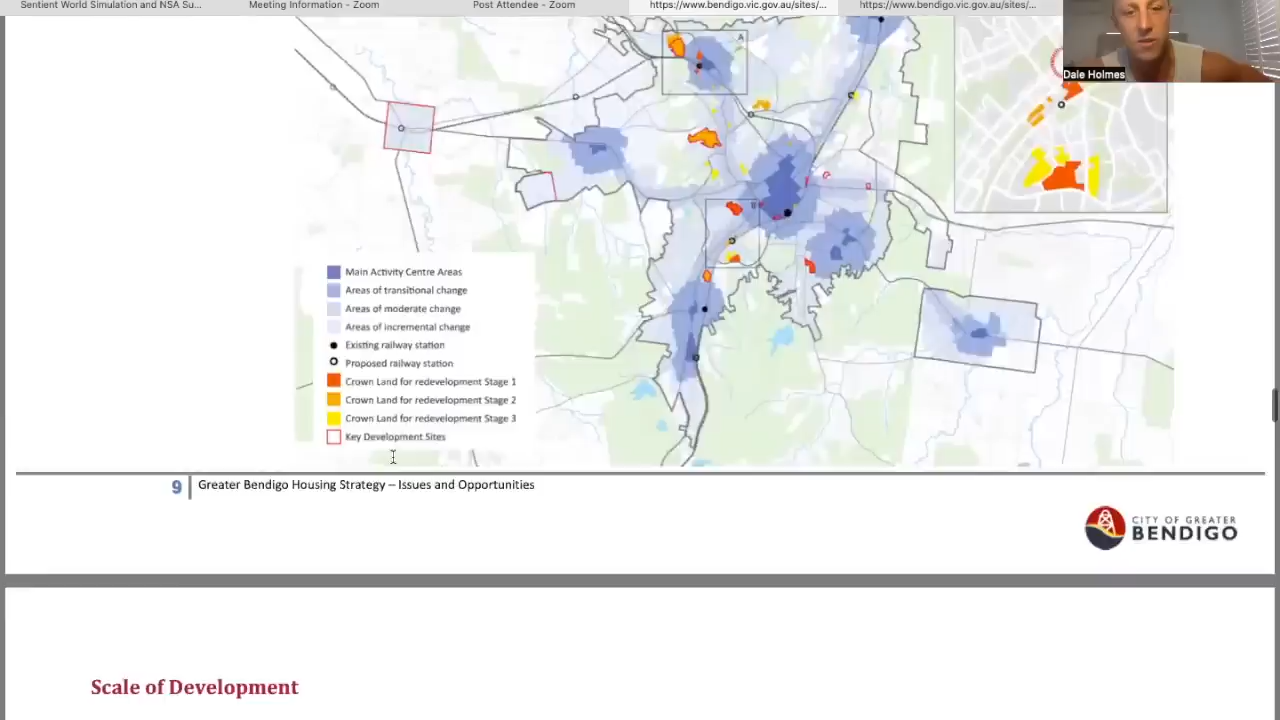 Sentient World Simulation and NSA Su...
Meeting Information - Zoom
Post Attendee - Zoom
https://www.bendigo.vic.gov.au/sites/...
https://www.bendigo.vic.gov.au/sites/...
Dale Holmes
A
B
Main Activity Centre Areas
Areas of transitional change
Areas of moderate change
Areas of incremental change
Existing railway station
Proposed railway station
Crown Land for redevelopment Stage 1
Crown Land for redevelopment Stage 2
Crown Land for redevelopment Stage 3
Key Development Sites
9
Greater Bendigo Housing Strategy – Issues and Opportunities
CITY OF GREATER
BENDIGO
Scale of Development